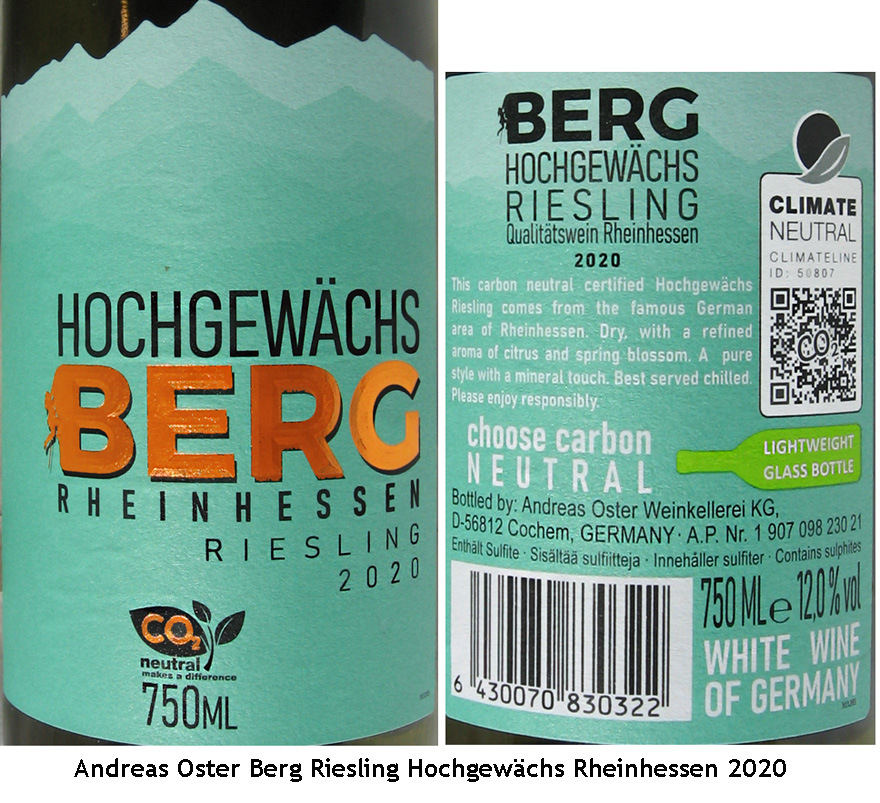 HOCHGEWÄCHS
BERG
RHEINHESSEN
RIESLING
2020
CO2
neutral
makes a difference
750ML
BERG
HOCHGEWÄCHS
RIESLING
Qualitätswein Rheinhessen
2020
This carbon neutral certified Hochgewächs
Riesling comes from the famous German
area of Rheinhessen. Dry, with a refined
aroma of citrus and spring blossom. A pure
style with a mineral touch. Best served chilled.
Please enjoy responsibly.
CLIMATE
NEUTRAL
CLIMATELINE
ID: 50807
CO2
choose carbon
NEUTRAL
LIGHTWEIGHT
GLASS BOTTLE
Bottled by: Andreas Oster Weinkellerei KG,
D-56812 Cochem, GERMANY · A.P. Nr. 1 907 098 230 21
Enthält Sulfite · Sisältää sulfiitteja · Innehåller sulfiter · Contains sulphites
6 430070 830322
750 ML e 12,0 % vol
WHITE WINE
OF GERMANY
Andreas Oster Berg Riesling Hochgewächs Rheinhessen 2020